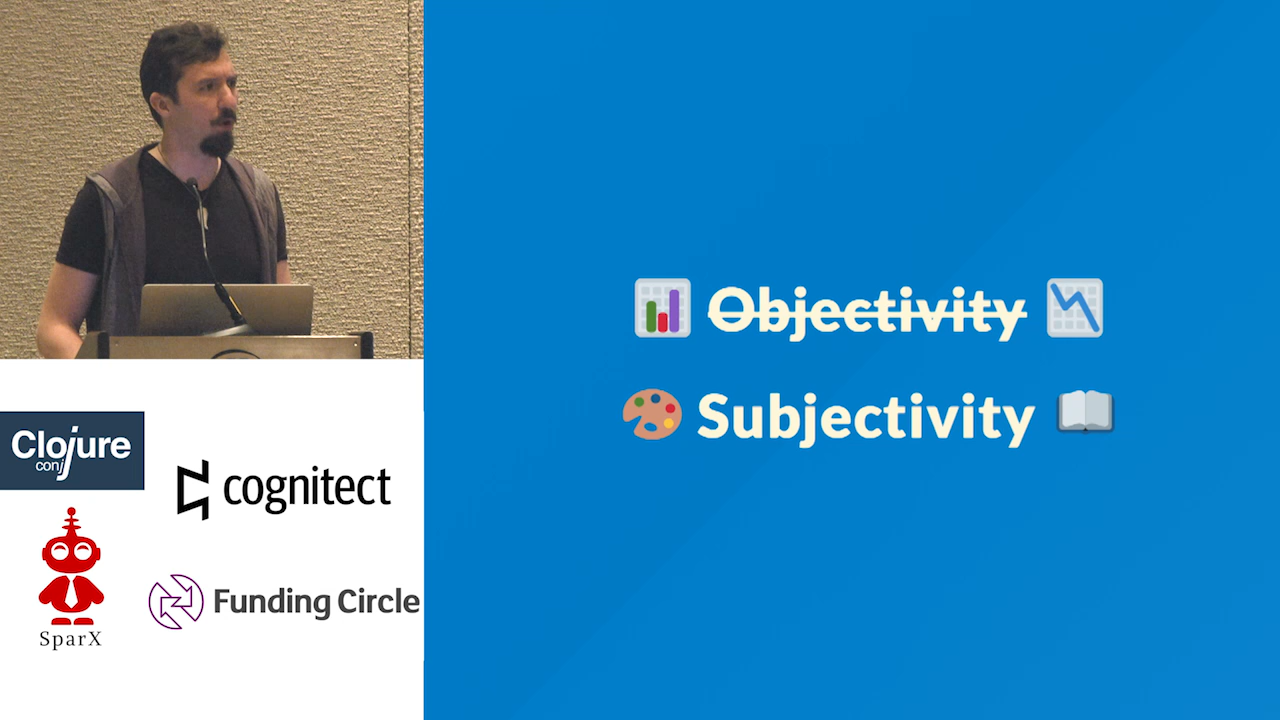 Objectivity
Subjectivity
Clojure
conj
cognitect
SparX
Funding Circle